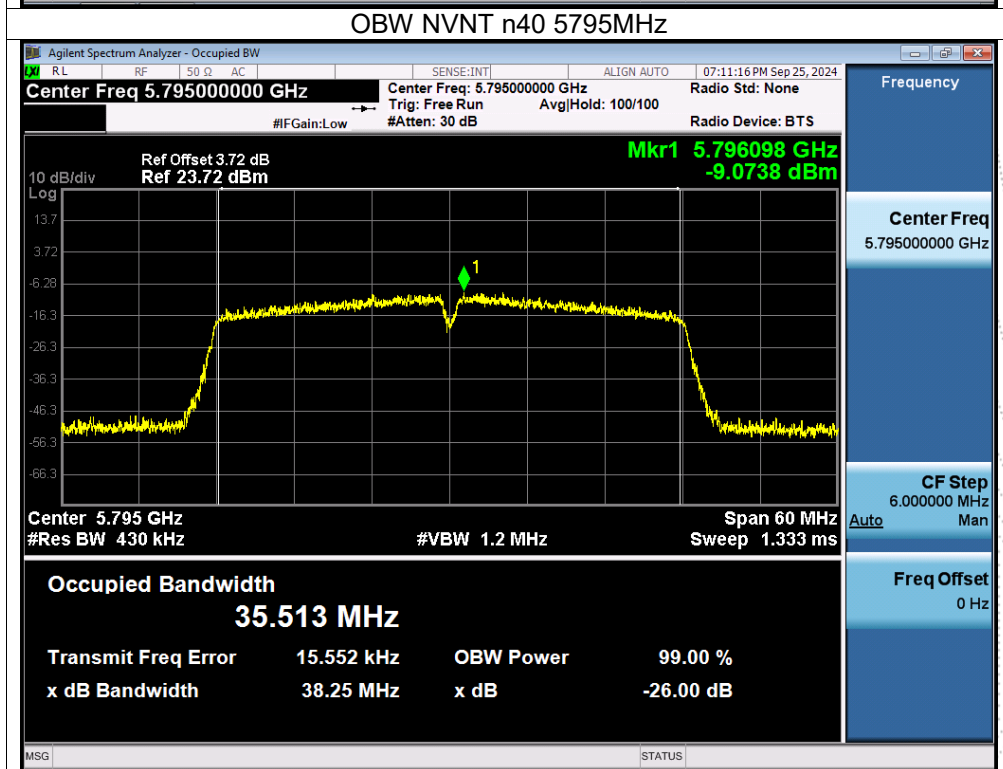 OBW NVNT n40 5795MHz
Agilent Spectrum Analyzer - Occupied BW
LXI RL RF 50 Ω AC SENSE:INT ALIGN AUTO 07:11:16 PM Sep 25, 2024
Center Freq 5.795000000 GHz Center Freq: 5.795000000 GHz Radio Std: None
Trig: Free Run Avg|Hold: 100/100
#IFGain:Low #Atten: 30 dB Radio Device: BTS
Mkr1 5.796098 GHz
-9.0738 dBm
Ref Offset 3.72 dB
10 dB/div Ref 23.72 dBm
Log
13.7
3.72
-6.28
-16.3
-26.3
-36.3
-46.3
-56.3
-66.3
1
Center 5.795 GHz Span 60 MHz
#Res BW 430 kHz #VBW 1.2 MHz Sweep 1.333 ms
Occupied Bandwidth
35.513 MHz
Transmit Freq Error 15.552 kHz OBW Power 99.00 %
x dB Bandwidth 38.25 MHz x dB -26.00 dB
Frequency
Center Freq
5.795000000 GHz
CF Step
6.000000 MHz
Auto Man
Freq Offset
0 Hz
MSG STATUS